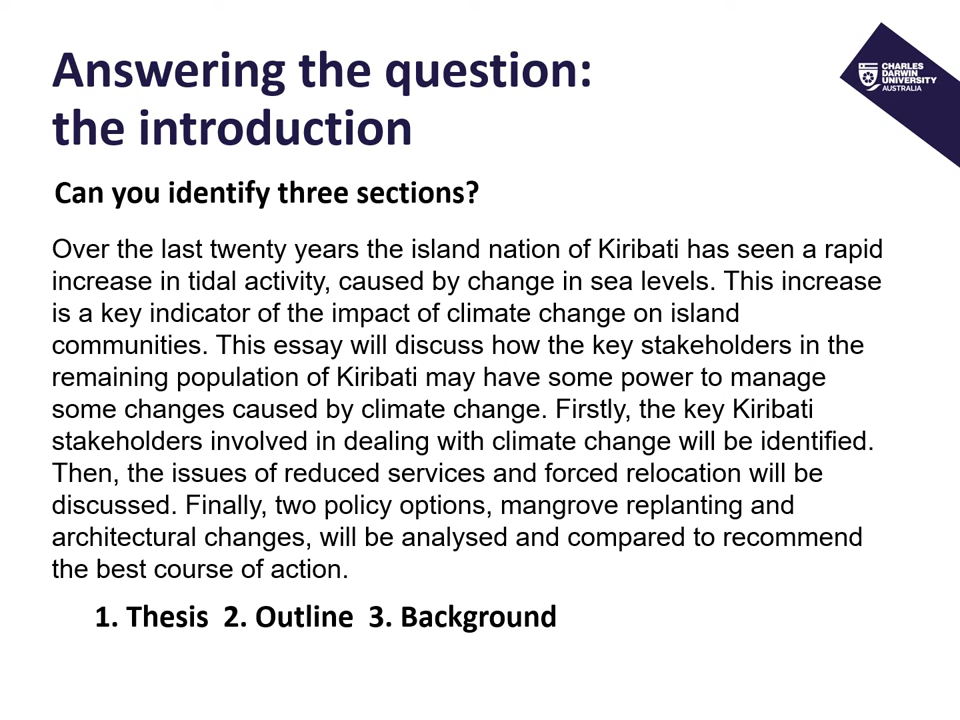 Answering the question:
the introduction
CHARLES
DARWIN
UNIVERSITY
AUSTRALIA
Can you identify three sections?
Over the last twenty years the island nation of Kiribati has seen a rapid
increase in tidal activity, caused by change in sea levels. This increase
is a key indicator of the impact of climate change on island
communities. This essay will discuss how the key stakeholders in the
remaining population of Kiribati may have some power to manage
some changes caused by climate change. Firstly, the key Kiribati
stakeholders involved in dealing with climate change will be identified.
Then, the issues of reduced services and forced relocation will be
discussed. Finally, two policy options, mangrove replanting and
architectural changes, will be analysed and compared to recommend
the best course of action.
1. Thesis 2. Outline 3. Background